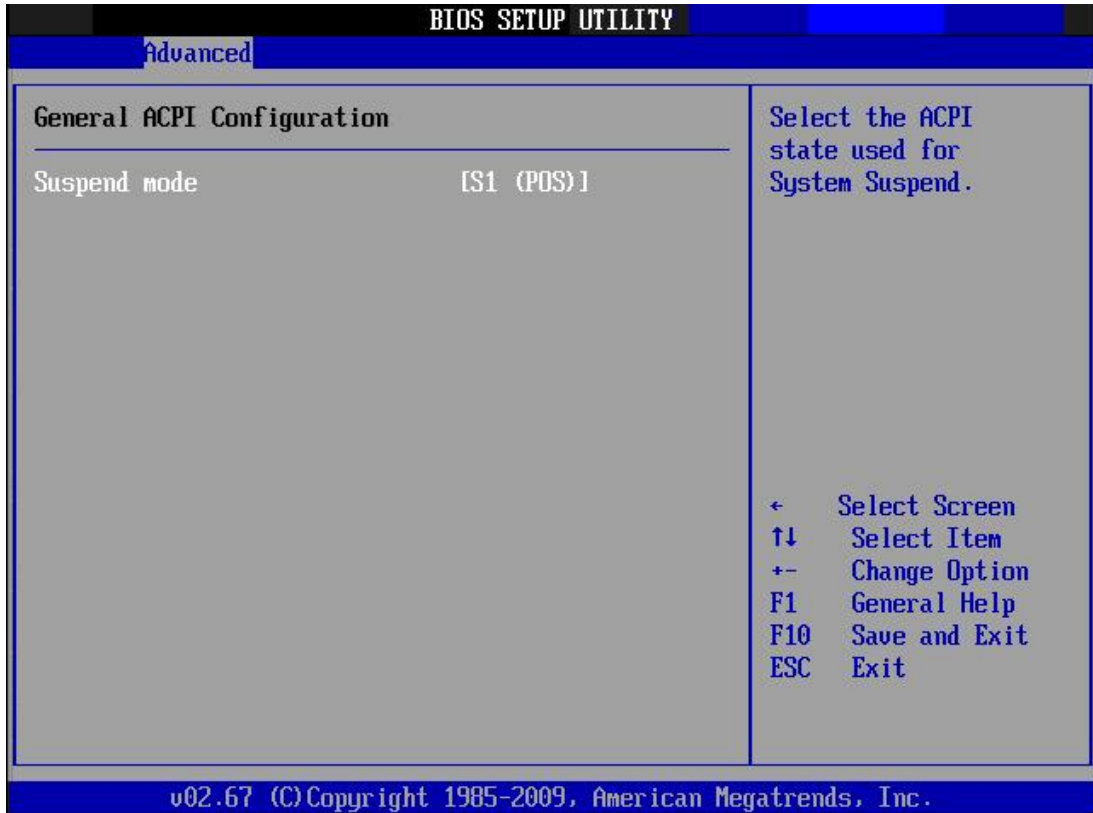 BIOS SETUP UTILITY
Advanced
General ACPI Configuration
Suspend mode [S1 (POS)]
Select the ACPI
state used for
System Suspend.
← Select Screen
↑↓ Select Item
+- Change Option
F1 General Help
F10 Save and Exit
ESC Exit
v02.67 (C)Copyright 1985-2009, American Megatrends, Inc.